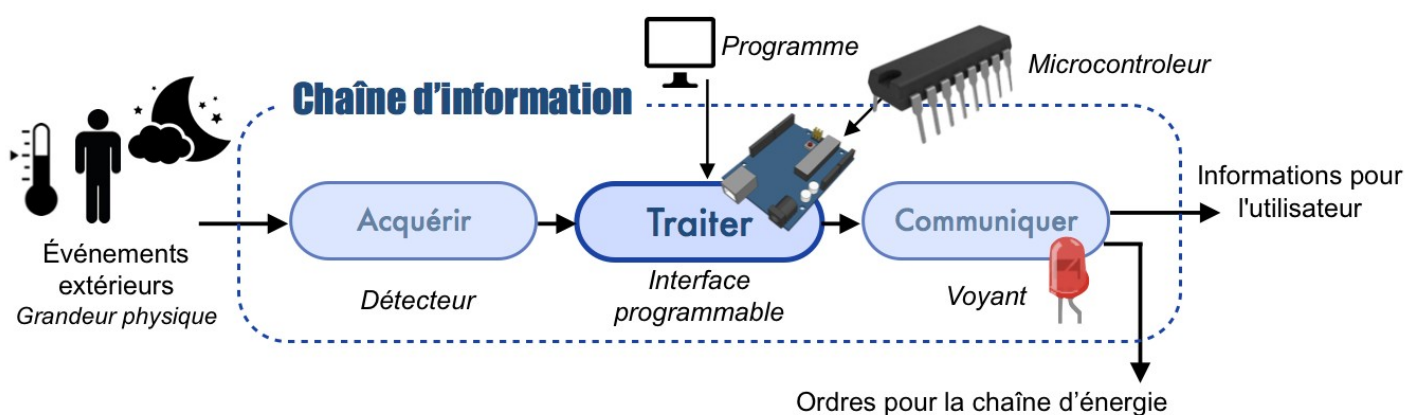 Programme
Microcontroleur
Chaîne d'information
Acquérir
Traiter
Communiquer
Informations pour
l'utilisateur
Événements
extérieurs
Grandeur physique
Détecteur
Interface
programmable
Voyant
Ordres pour la chaîne d'énergie